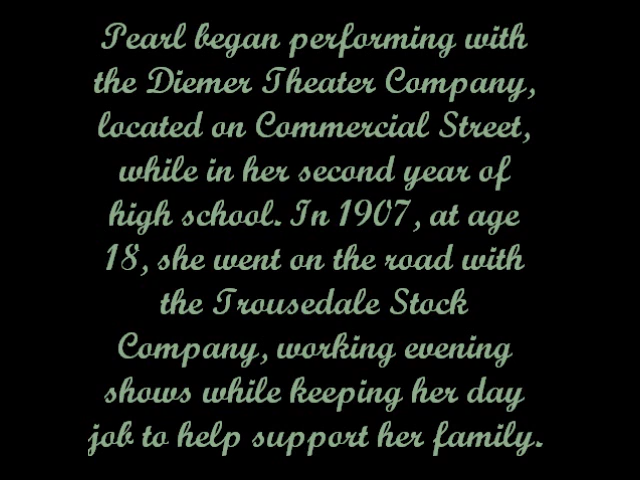 Pearl began performing with
the Diemer Theater Company,
located on Commercial Street,
while in her second year of
high school. In 1907, at age
18, she went on the road with
the Trousedale Stock
Company, working evening
shows while keeping her day
job to help support her family.